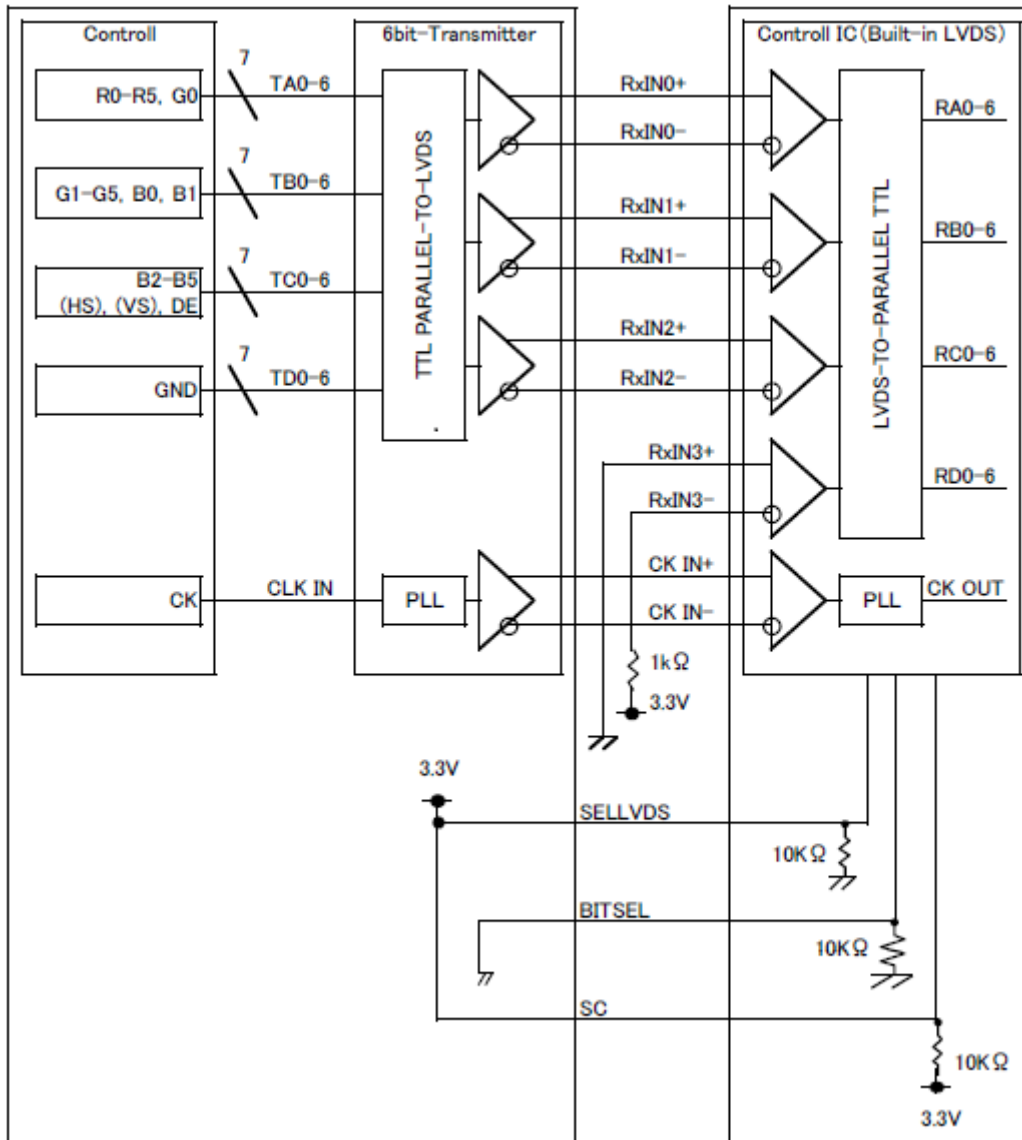 Controll
6bit-Transmitter
Controll IC(Built-in LVDS)
R0-R5, G0
7
TA0-6
RxIN0+
RxIN0-
RA0-6
G1-G5, B0, B1
7
TB0-6
RxIN1+
RxIN1-
RB0-6
B2-B5
(HS), (VS), DE
7
TC0-6
RxIN2+
RxIN2-
RC0-6
GND
7
TD0-6
RxIN3+
RxIN3-
RD0-6
TTL PARALLEL-TO-LVDS
LVDS-TO-PARALLEL TTL
CK
CLK IN
PLL
CK IN+
CK IN-
PLL
CK OUT
1kΩ
3.3V
3.3V
SELLVDS
10KΩ
BITSEL
10KΩ
SC
10KΩ
3.3V